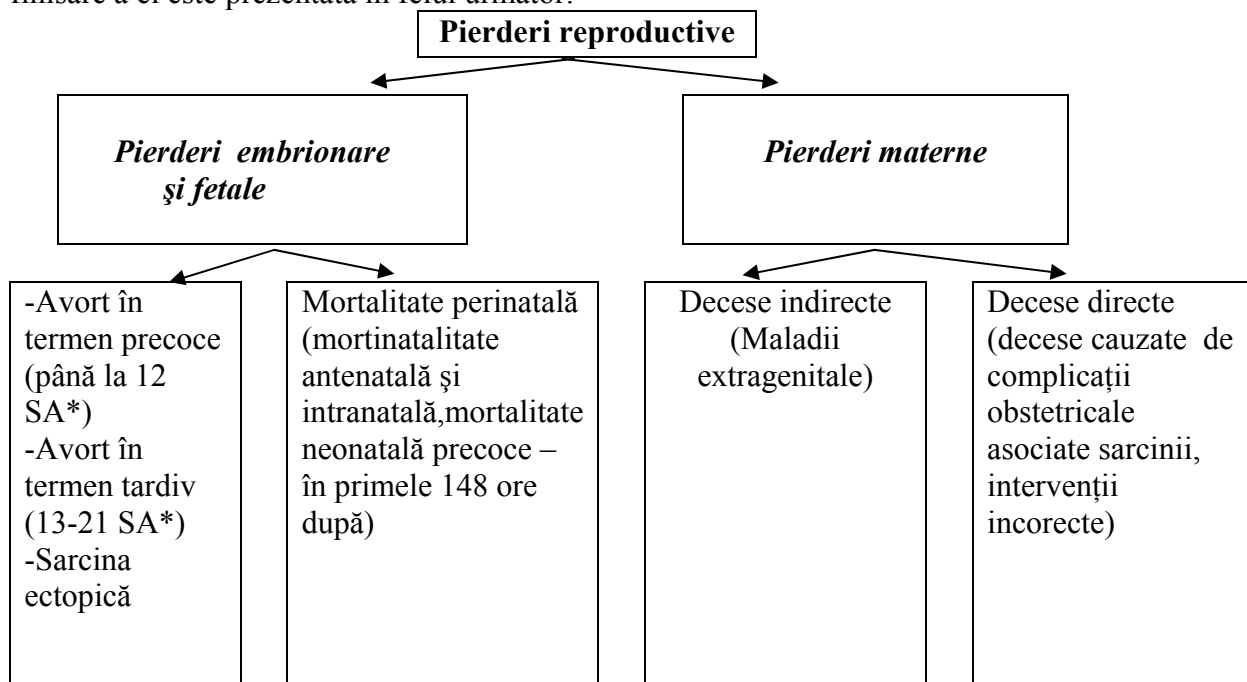 Pierderi reproductive
Pierderi embrionare
şi fetale
Pierderi materne
-Avort în
termen precoce
(până la 12
SA*)
-Avort în
termen tardiv
(13-21 SA*)
-Sarcina
ectopică
Mortalitate perinatală
(mortinatalitate
antenatală şi
intranatală,mortalitate
neonatală precoce –
în primele 148 ore
după)
Decese indirecte
(Maladii
extragenitale)
Decese directe
(decese cauzate de
complicații
obstetricale
asociate sarcinii,
intervenții
incorecte)